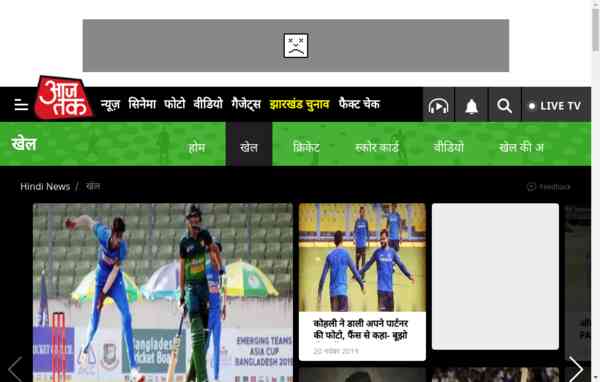 आज तक
न्यूज़ सिनेमा फोटो वीडियो गैजेट्स झारखंड चुनाव फैक्ट चेक
LIVE TV
खेल
होम खेल क्रिकेट स्कोर कार्ड वीडियो खेल की अ
Hindi News / खेल
Feedback
Bangladesh
Cricket Board
EMERGING TEAMS
ASIA CUP
BANGLADESH 2019
कोहली ने डाली अपने पार्टनर
की फोटो, फैंस से कहा- बूझो
20 नवंबर 2019